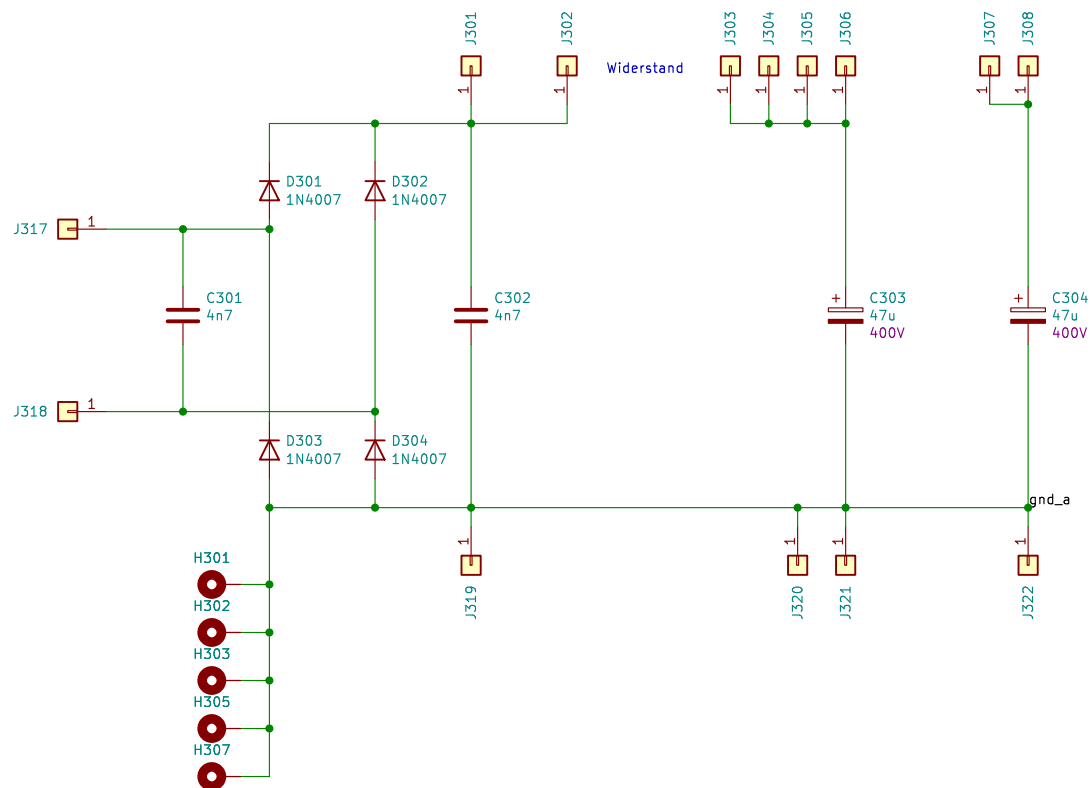 J301
J302
Widerstand
J303
J304
J305
J306
J307
J308
1
1
1
1
1
1
1
1
D301
1N4007
D302
1N4007
J317
1
C301
4n7
C302
4n7
+
C303
47u
400V
+
C304
47u
400V
J318
1
D303
1N4007
D304
1N4007
gnd_a
1
1
1
1
J319
J320
J321
J322
H301
H302
H303
H305
H307